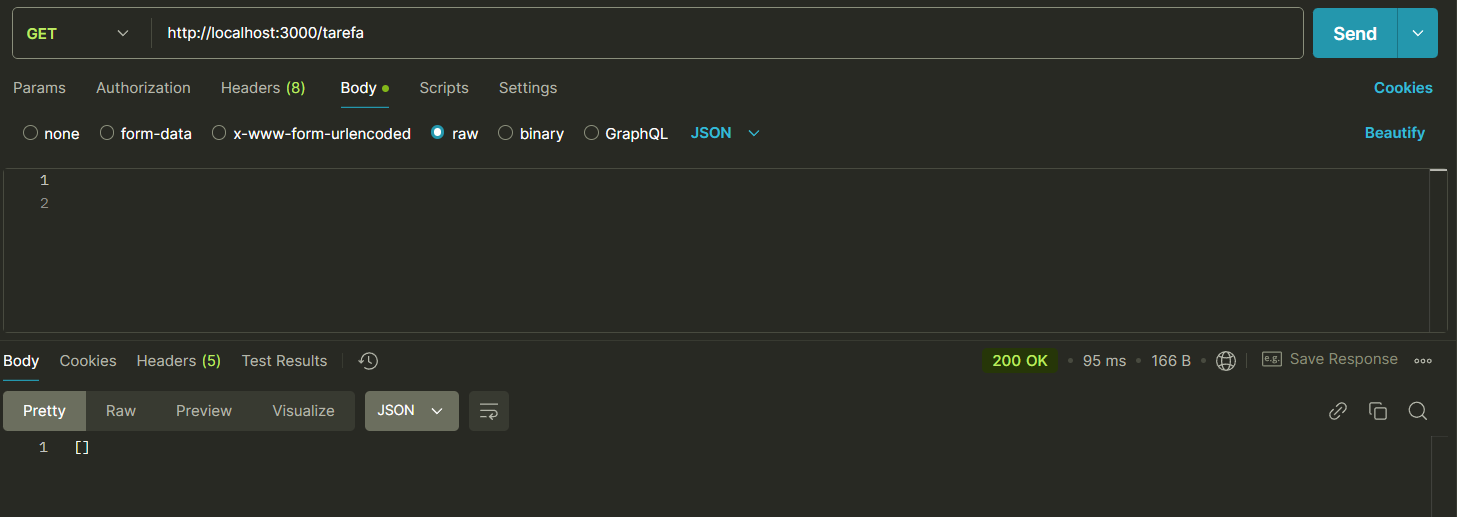 GET http://localhost:3000/tarefa Send
Params Authorization Headers (8) Body Scripts Settings Cookies
none form-data x-www-form-urlencoded raw binary GraphQL JSON Beautify
1
2
Body Cookies Headers (5) Test Results 200 OK • 95 ms • 166 B • e.g. Save Response
Pretty Raw Preview Visualize JSON
1 []